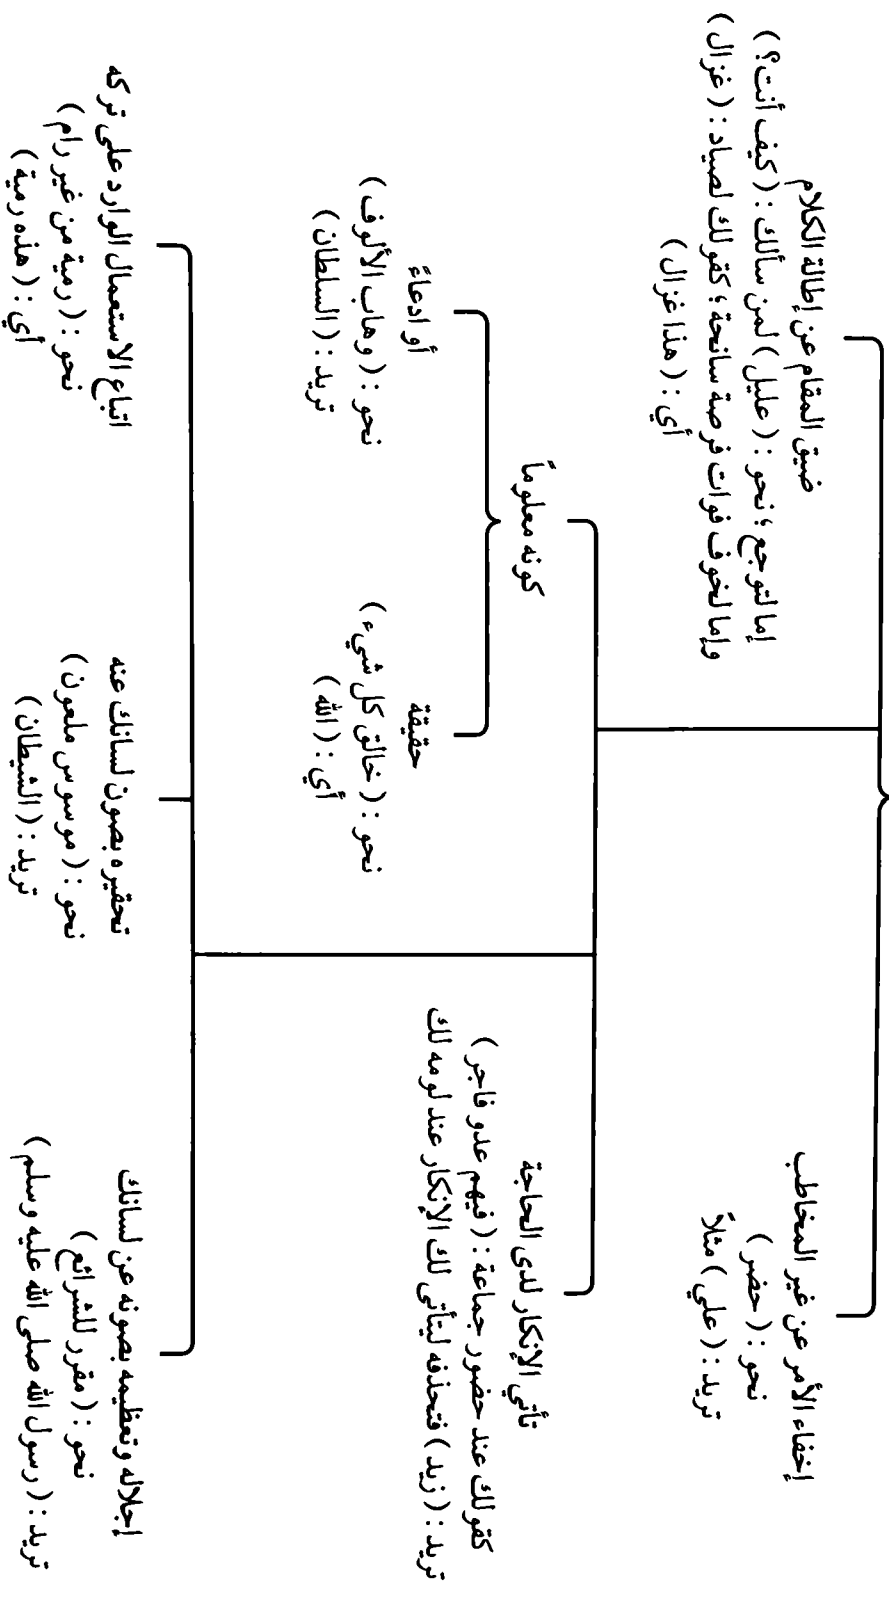 إخفاء الأمر عن غير المخاطب
نحو : ( حضر )
تريد : ( علي ) مثلاً
ضيق المقام عن إطالة الكلام
إما لتوجع ؛ نحو : ( عليل ) لمن سألك : ( كيف أنت ؟ )
وإما لخوف فوات فرصة سانحة ؛ كقولك لصياد : ( غزال )
أي : ( هذا غزال )
تأتي الإنكار لدى الحاجة
كقولك عند حضور جماعة : ( فيهم عدو فاجر )
تريد : ( زيد ) فتحذفه ليتأتى لك الإنكار عند لومه لك
كونه معلوماً
حقيقة
نحو : ( خالق كل شيء )
أي : ( الله )
أو ادعاءً
نحو : ( وهاب الألوف )
تريد : ( السلطان )
إجلاله وتعظيمه بصونه عن لسانك
نحو : ( مقرر للشرائع )
تريد : ( رسول الله صلى الله عليه وسلم )
تحقيره بصون لسانك عنه
نحو : ( موسوس ملعون )
تريد : ( الشيطان )
اتباع الاستعمال الوارد على تركه
نحو : ( رمية من غير رام )
أي : ( هذه رمية )